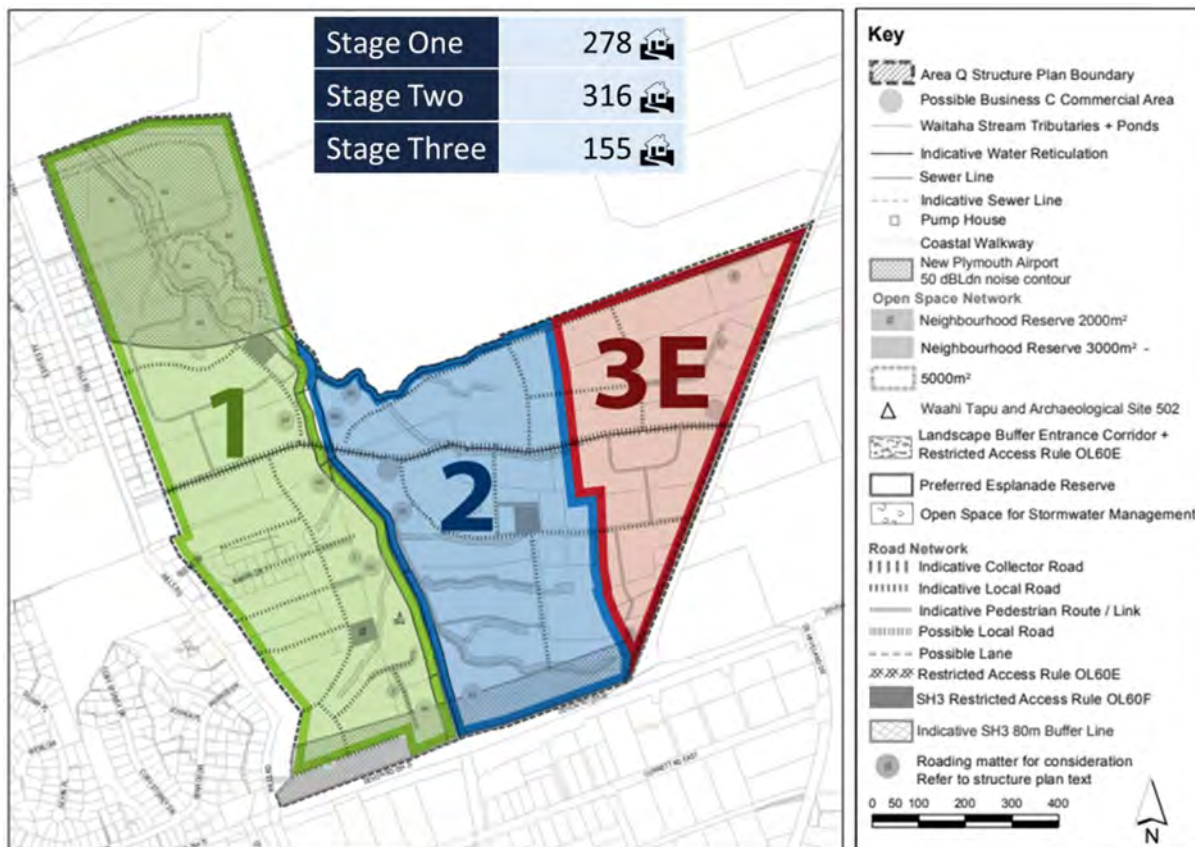 Stage One 278
Stage Two 316
Stage Three 155
1
2
3E
Key
Area Q Structure Plan Boundary
Possible Business C Commercial Area
Waitaha Stream Tributaries + Ponds
Indicative Water Reticulation
Sewer Line
Indicative Sewer Line
Pump House
Coastal Walkway
New Plymouth Airport
50 dBLdn noise contour
Open Space Network
Neighbourhood Reserve 2000m²
Neighbourhood Reserve 3000m² -
5000m²
Waahi Tapu and Archaeological Site 502
Landscape Buffer Entrance Corridor +
Restricted Access Rule OL60E
Preferred Esplanade Reserve
Open Space for Stormwater Management
Road Network
Indicative Collector Road
Indicative Local Road
Indicative Pedestrian Route / Link
Possible Local Road
Possible Lane
Restricted Access Rule OL60E
SH3 Restricted Access Rule OL60F
Indicative SH3 80m Buffer Line
Roading matter for consideration
Refer to structure plan text
0 50 100 200 300 400
N